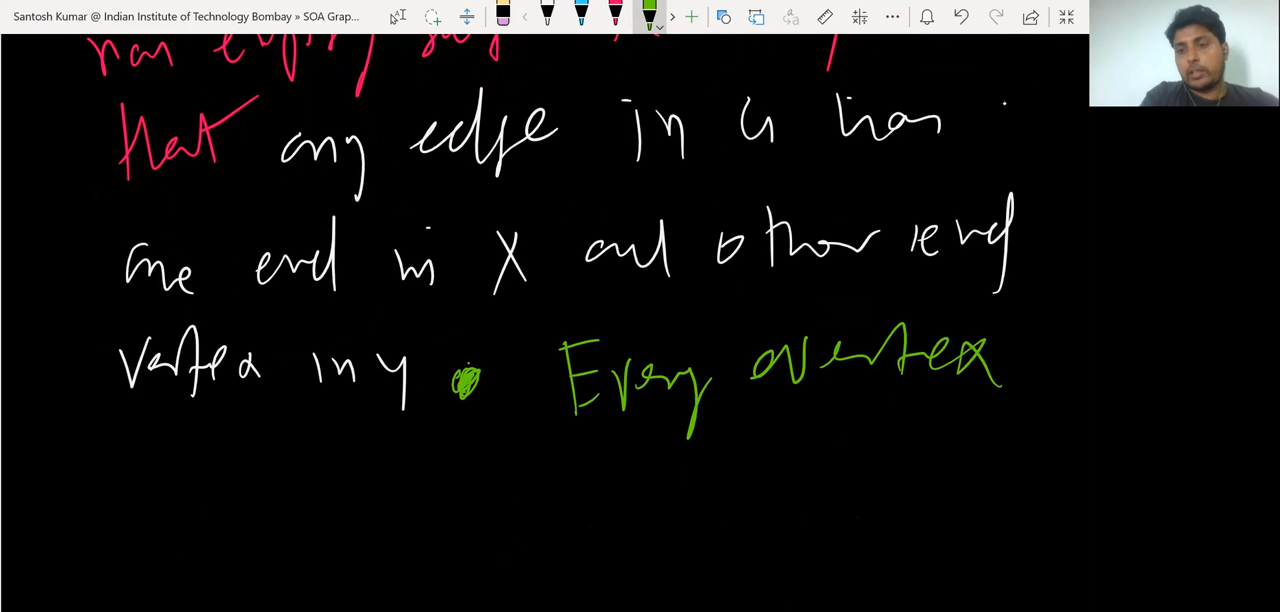 Santosh Kumar @ Indian Institute of Technology Bombay » SOA Grap...
has
that any edge in G has
one end in X and other end
vertex in Y. Every vertex